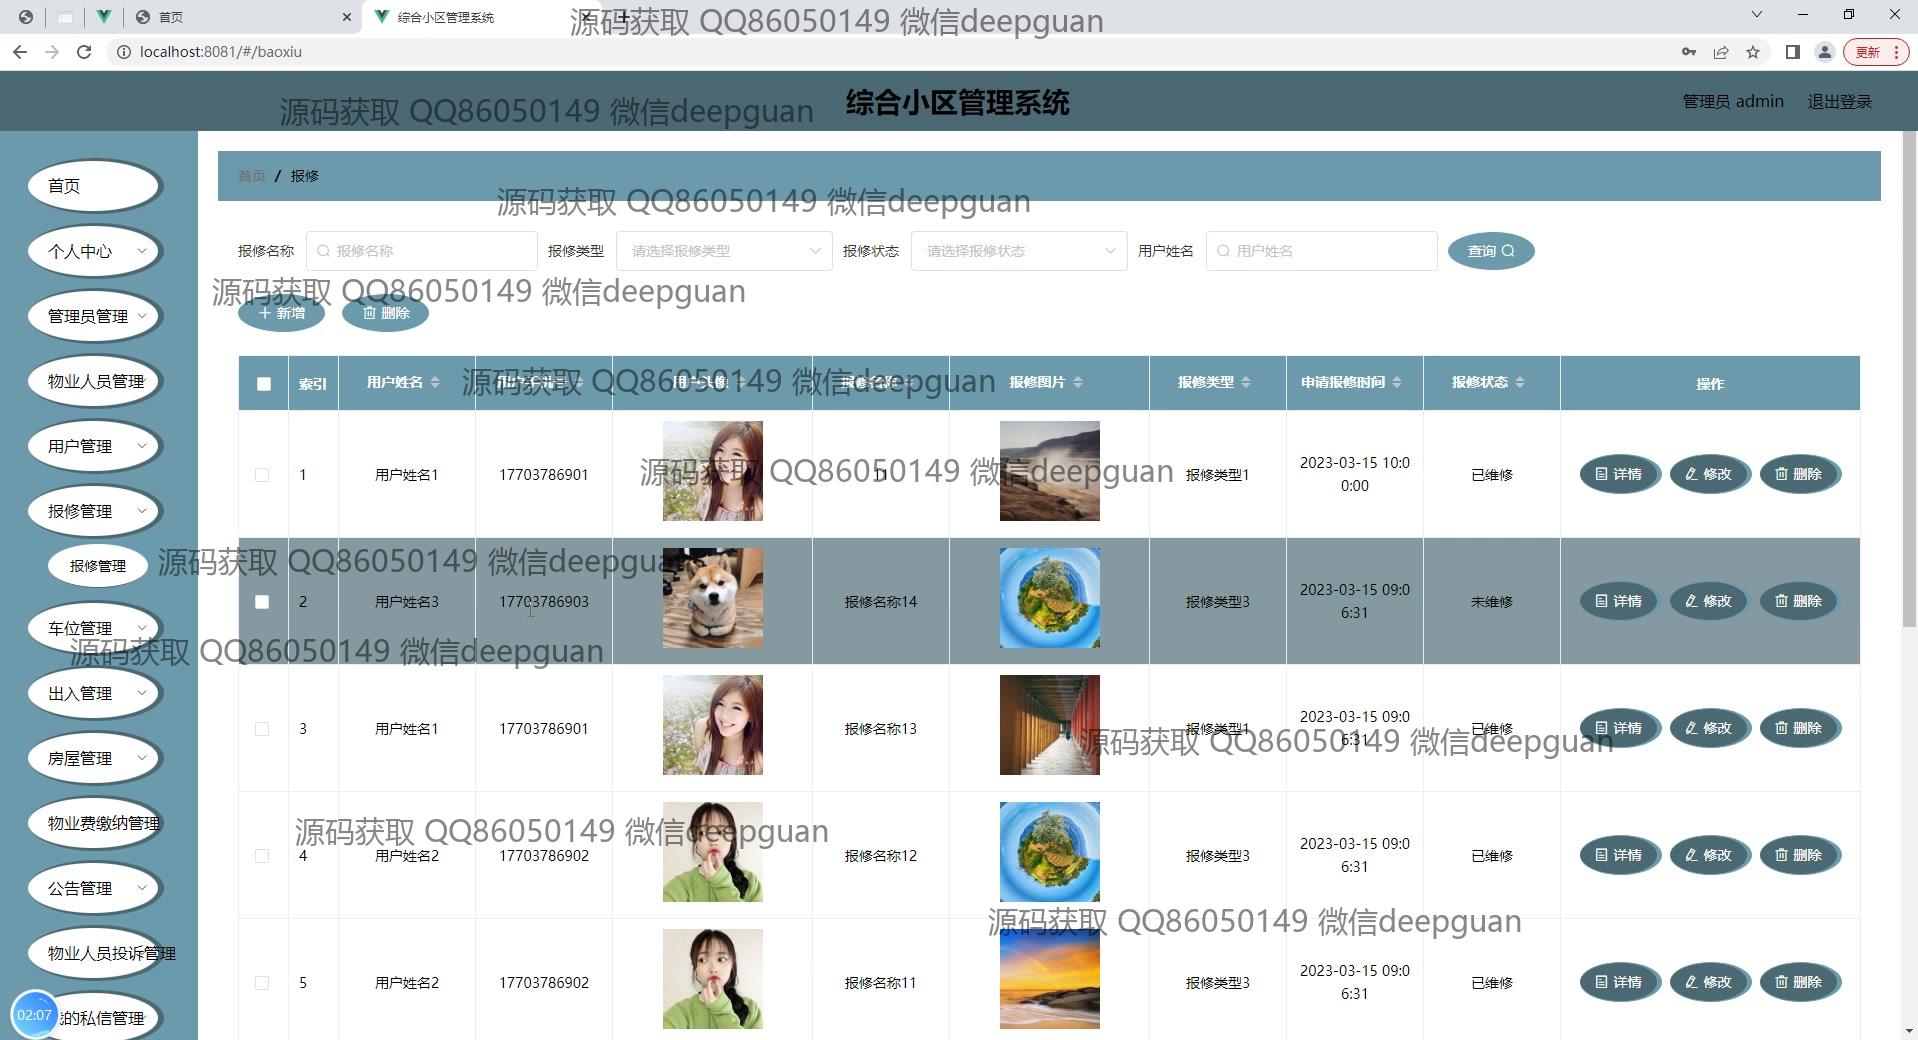 首页
综合小区管理系统
源码获取 QQ86050149 微信deepguan
localhost:8081/#/baoxiu
更新
源码获取 QQ86050149 微信deepguan
综合小区管理系统
管理员 admin
退出登录
首页
个人中心
管理员管理
物业人员管理
用户管理
报修管理
报修管理
车位管理
出入管理
房屋管理
物业费缴纳管理
公告管理
物业人员投诉管理
的私信管理
02:07
首页 / 报修
源码获取 QQ86050149 微信deepguan
报修名称 报修名称 报修类型 请选择报修类型 报修状态 请选择报修状态 用户姓名 用户姓名 查询
源码获取 QQ86050149 微信deepguan
新增 删除
索引 用户姓名 用户手机号 用户头像 报修名称 报修图片 报修类型 申请报修时间 报修状态 操作
源码获取 QQ86050149 微信deepguan
1 用户姓名1 17703786901 11 报修类型1 2023-03-15 10:0
0:00 已维修 详情 修改 删除
源码获取 QQ86050149 微信deepguan
源码获取 QQ86050149 微信deepguan
2 用户姓名3 17703786903 报修名称14 报修类型3 2023-03-15 09:0
6:31 未维修 详情 修改 删除
源码获取 QQ86050149 微信deepguan
3 用户姓名1 17703786901 报修名称13 报修类型1 2023-03-15 09:0
6:31 已维修 详情 修改 删除
源码获取 QQ86050149 微信deepguan
源码获取 QQ86050149 微信deepguan
4 用户姓名2 17703786902 报修名称12 报修类型3 2023-03-15 09:0
6:31 已维修 详情 修改 删除
源码获取 QQ86050149 微信deepguan
5 用户姓名2 17703786902 报修名称11 报修类型3 2023-03-15 09:0
6:31 已维修 详情 修改 删除